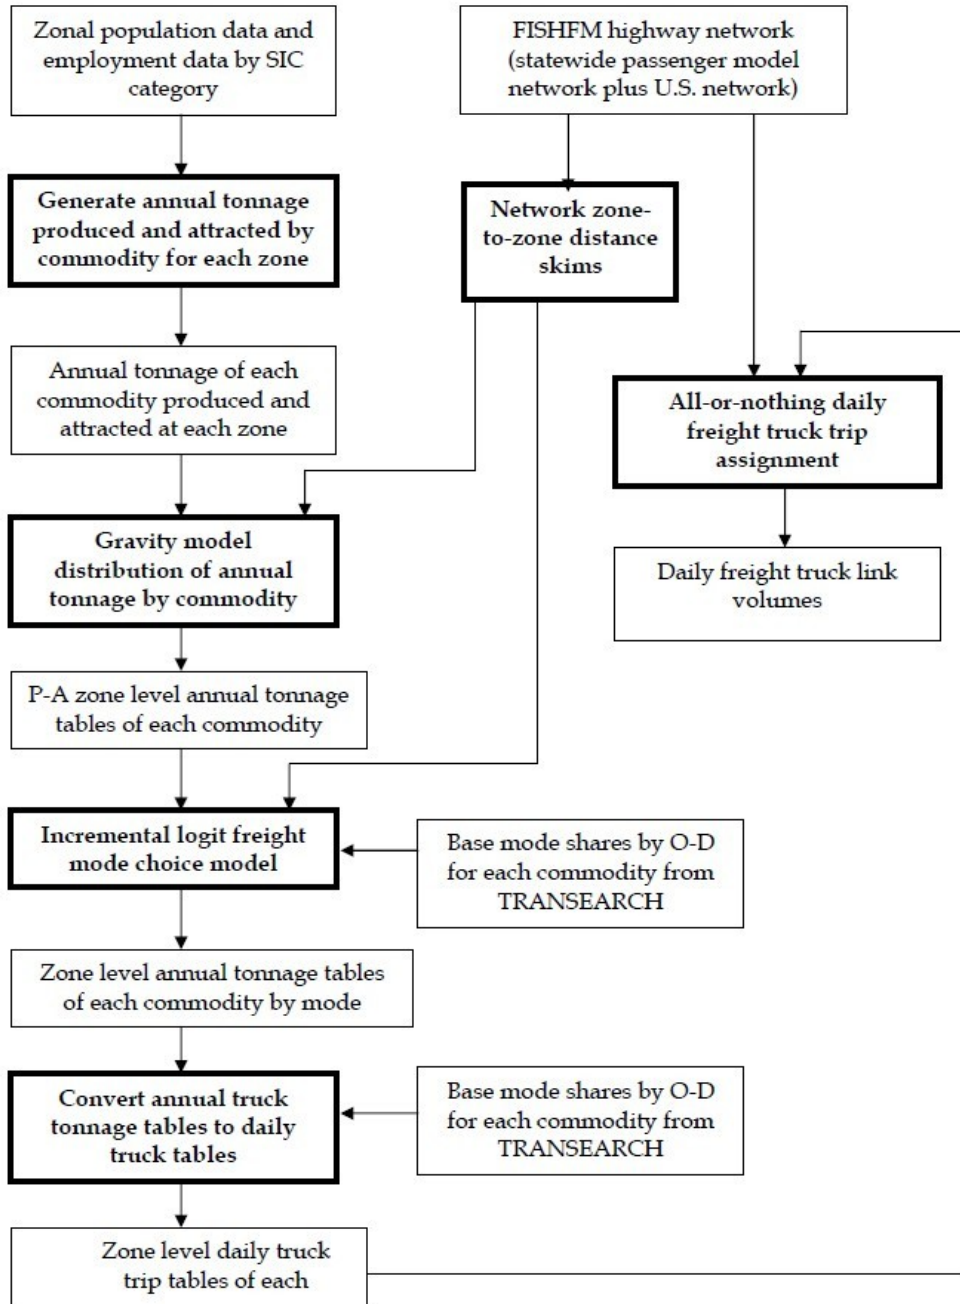 Zonal population data and
employment data by SIC
category
FISHFM highway network
(statewide passenger model
network plus U.S. network)
Generate annual tonnage
produced and attracted by
commodity for each zone
Network zone-
to-zone distance
skims
Annual tonnage of each
commodity produced and
attracted at each zone
All-or-nothing daily
freight truck trip
assignment
Gravity model
distribution of annual
tonnage by commodity
Daily freight truck link
volumes
P-A zone level annual tonnage
tables of each commodity
Incremental logit freight
mode choice model
Base mode shares by O-D
for each commodity from
TRANSEARCH
Zone level annual tonnage tables
of each commodity by mode
Convert annual truck
tonnage tables to daily
truck tables
Base mode shares by O-D
for each commodity from
TRANSEARCH
Zone level daily truck
trip tables of each